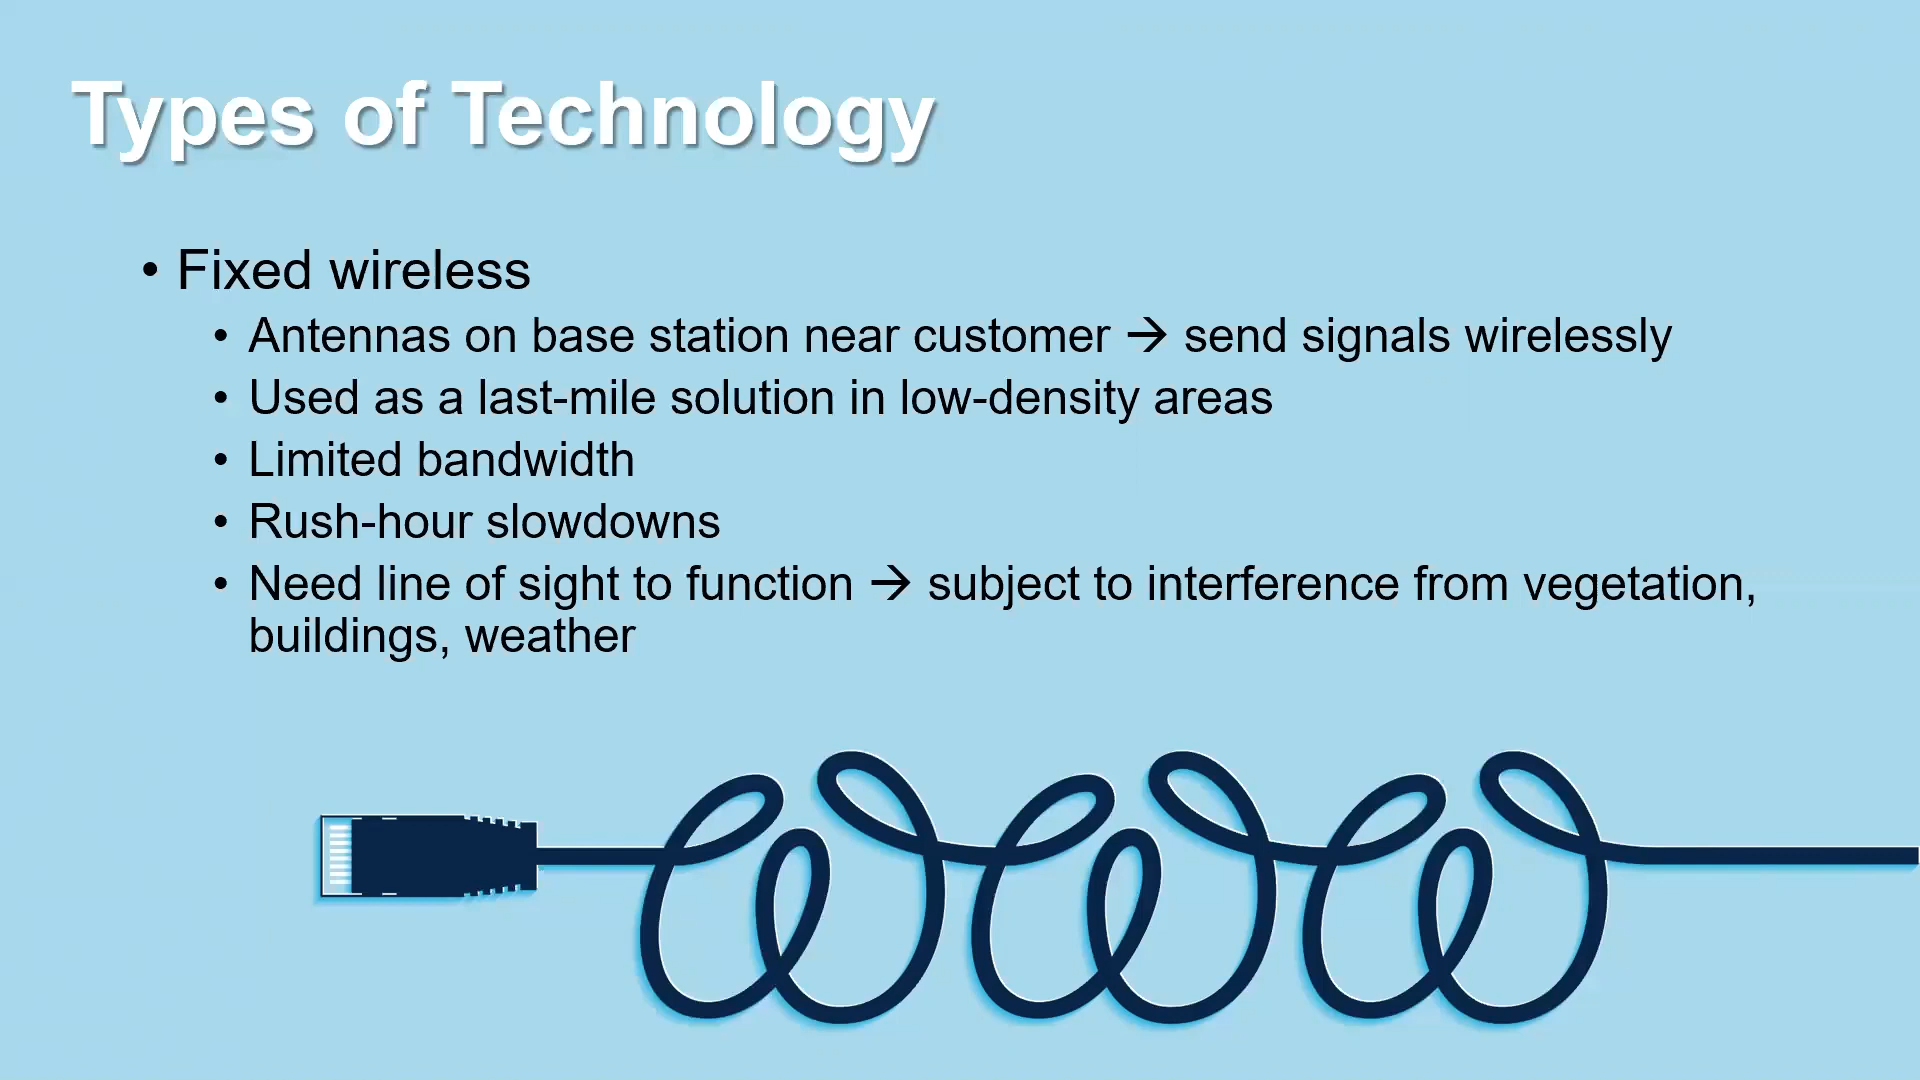 Types of Technology
• Fixed wireless
• Antennas on base station near customer → send signals wirelessly
• Used as a last-mile solution in low-density areas
• Limited bandwidth
• Rush-hour slowdowns
• Need line of sight to function → subject to interference from vegetation,
buildings, weather
www